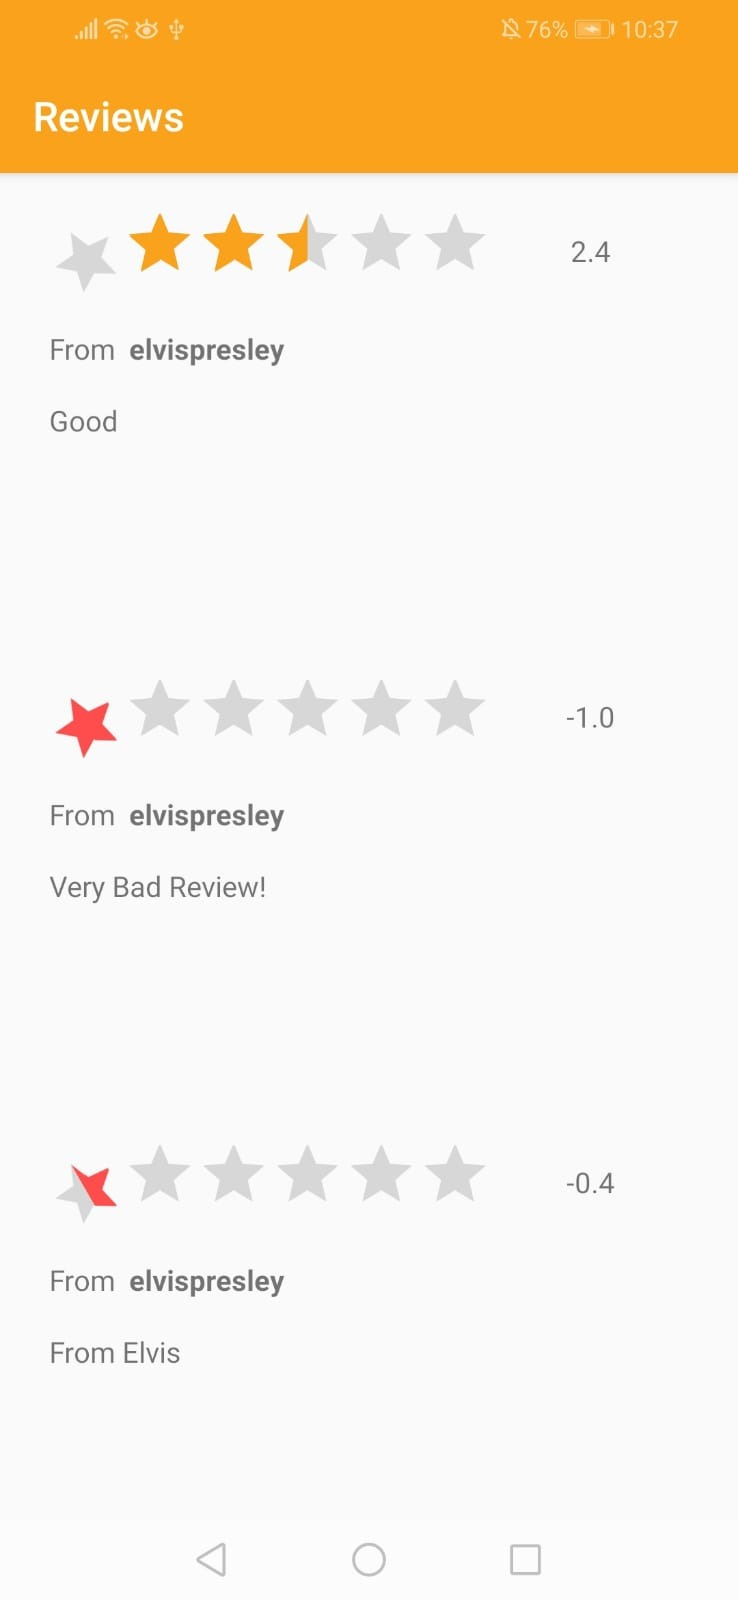 76% 10:37
Reviews
2.4
From elvispresley
Good
-1.0
From elvispresley
Very Bad Review!
-0.4
From elvispresley
From Elvis